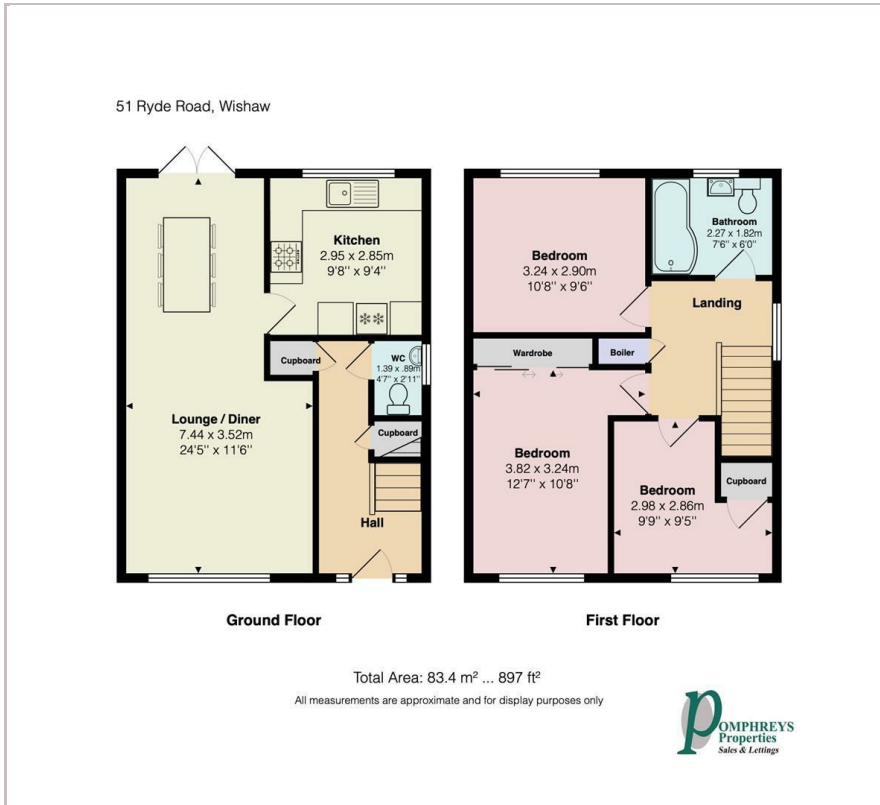 51 Ryde Road, Wishaw
Kitchen
2.95 x 2.85m
9'8'' x 9'4''
Cupboard
WC
1.39 x .89m
4'7'' x 2'11''
Lounge / Diner
7.44 x 3.52m
24'5'' x 11'6''
Cupboard
Hall
Ground Floor
Bathroom
2.27 x 1.82m
7'6'' x 6'0''
Bedroom
3.24 x 2.90m
10'8'' x 9'6''
Landing
Wardrobe
Boiler
Bedroom
3.82 x 3.24m
12'7'' x 10'8''
Bedroom
2.98 x 2.86m
9'9'' x 9'5''
Cupboard
First Floor
Total Area: 83.4 m² ... 897 ft²
All measurements are approximate and for display purposes only
POMPHREYS
Properties
Sales & Lettings